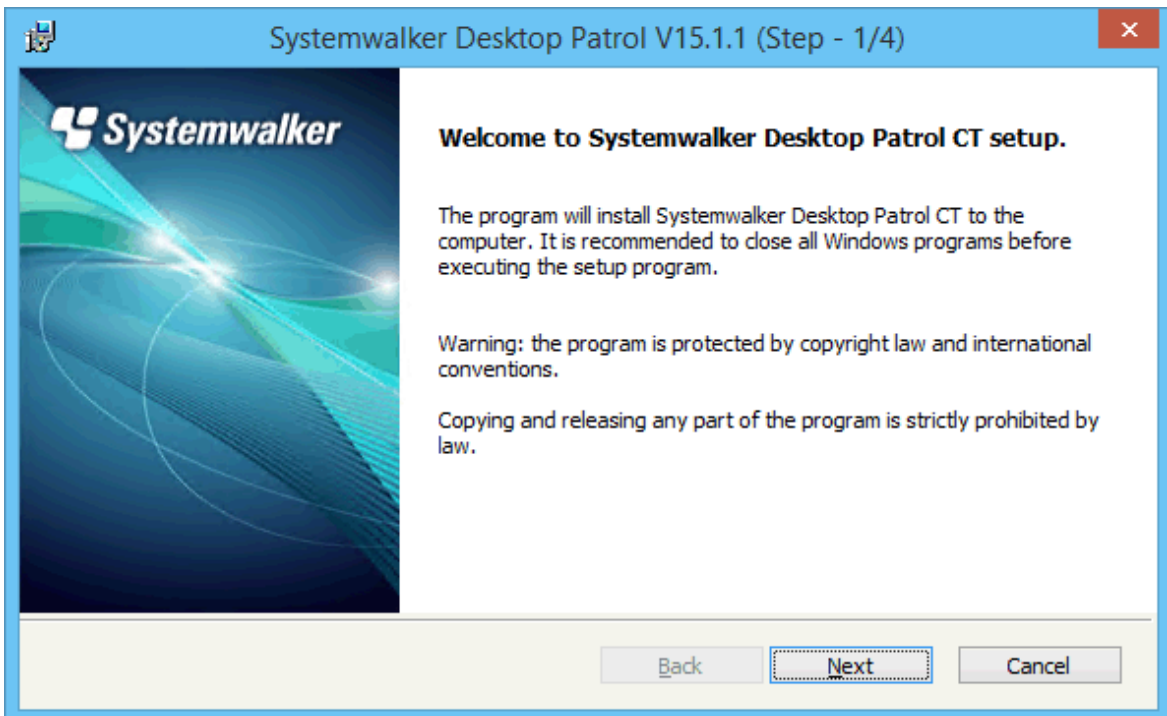 Systemwalker Desktop Patrol V15.1.1 (Step - 1/4)
Systemwalker
Welcome to Systemwalker Desktop Patrol CT setup.
The program will install Systemwalker Desktop Patrol CT to the
computer. It is recommended to close all Windows programs before
executing the setup program.
Warning: the program is protected by copyright law and international
conventions.
Copying and releasing any part of the program is strictly prohibited by
law.
Back
Next
Cancel